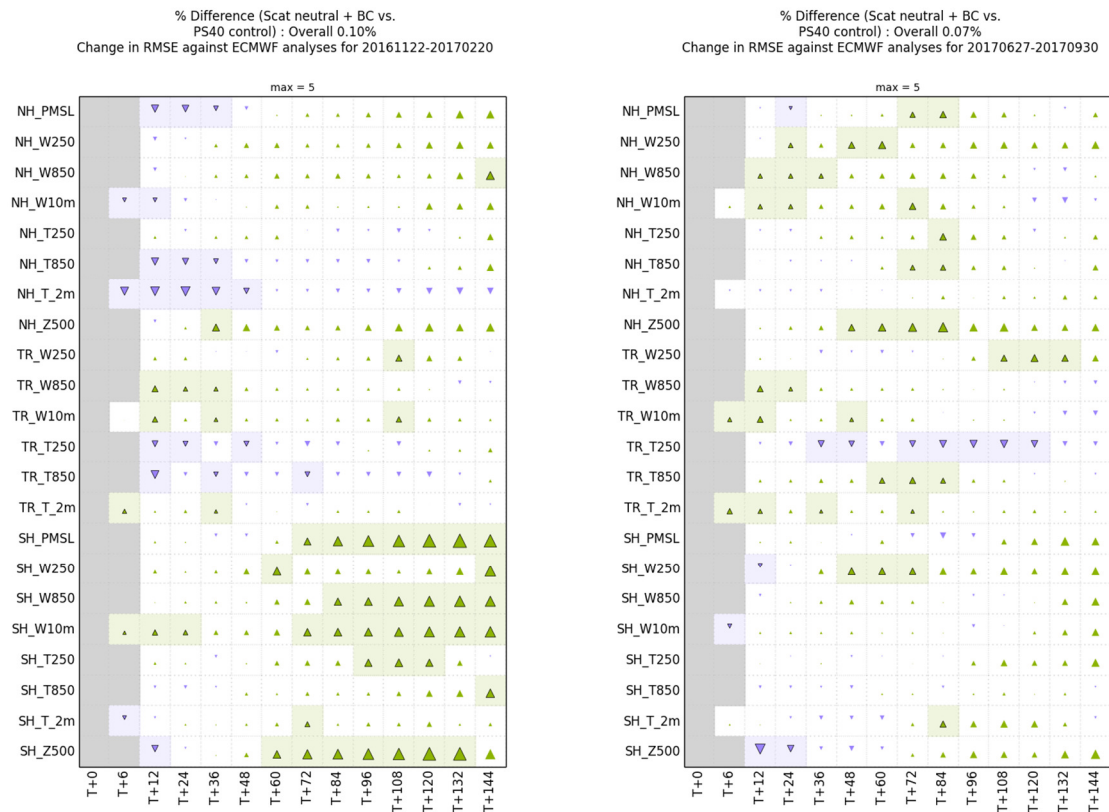 % Difference (Scat neutral + BC vs.
PS40 control) : Overall 0.10%
Change in RMSE against ECMWF analyses for 20161122-20170220
max = 5
NH_PMSL
NH_W250
NH_W850
NH_W10m
NH_T250
NH_T850
NH_T_2m
NH_Z500
TR_W250
TR_W850
TR_W10m
TR_T250
TR_T850
TR_T_2m
SH_PMSL
SH_W250
SH_W850
SH_W10m
SH_T250
SH_T850
SH_T_2m
SH_Z500
T+0
T+6
T+12
T+24
T+36
T+48
T+60
T+72
T+84
T+96
T+108
T+120
T+132
T+144
% Difference (Scat neutral + BC vs.
PS40 control) : Overall 0.07%
Change in RMSE against ECMWF analyses for 20170627-20170930
max = 5
NH_PMSL
NH_W250
NH_W850
NH_W10m
NH_T250
NH_T850
NH_T_2m
NH_Z500
TR_W250
TR_W850
TR_W10m
TR_T250
TR_T850
TR_T_2m
SH_PMSL
SH_W250
SH_W850
SH_W10m
SH_T250
SH_T850
SH_T_2m
SH_Z500
T+0
T+6
T+12
T+24
T+36
T+48
T+60
T+72
T+84
T+96
T+108
T+120
T+132
T+144